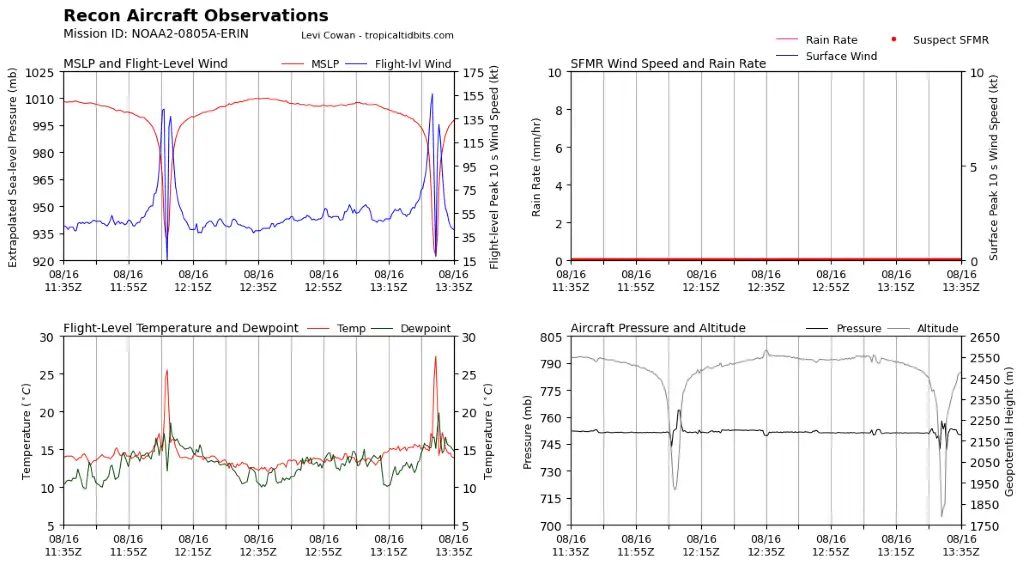 Recon Aircraft Observations
Mission ID: NOAA2-0805A-ERIN
Levi Cowan - tropicaltidbits.com
MSLP and Flight-Level Wind
MSLP
Flight-lvl Wind
Extrapolated Sea-level Pressure (mb)
1025
1010
995
980
965
950
935
920
Flight-level Peak 10 s Wind Speed (kt)
175
155
135
115
95
75
55
35
15
08/16 08/16 08/16 08/16 08/16 08/16 08/16
11:35Z 11:55Z 12:15Z 12:35Z 12:55Z 13:15Z 13:35Z
Rain Rate
Suspect SFMR
Surface Wind
SFMR Wind Speed and Rain Rate
Rain Rate (mm/hr)
10
8
6
4
2
0
Surface Peak 10 s Wind Speed (kt)
10
5
0
08/16 08/16 08/16 08/16 08/16 08/16 08/16
11:35Z 11:55Z 12:15Z 12:35Z 12:55Z 13:15Z 13:35Z
Flight-Level Temperature and Dewpoint
Temp
Dewpoint
Temperature (°C)
30
25
20
15
10
5
Temperature (°C)
30
25
20
15
10
5
08/16 08/16 08/16 08/16 08/16 08/16 08/16
11:35Z 11:55Z 12:15Z 12:35Z 12:55Z 13:15Z 13:35Z
Aircraft Pressure and Altitude
Pressure
Altitude
Pressure (mb)
805
790
775
760
745
730
715
700
Geopotential Height (m)
2650
2550
2450
2350
2250
2150
2050
1950
1850
1750
08/16 08/16 08/16 08/16 08/16 08/16 08/16
11:35Z 11:55Z 12:15Z 12:35Z 12:55Z 13:15Z 13:35Z